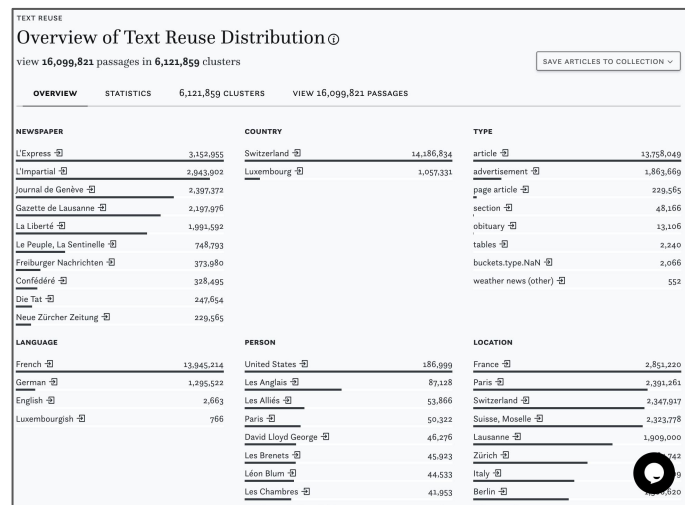 TEXT REUSE
Overview of Text Reuse Distribution
view 16,099,821 passages in 6,121,859 clusters
SAVE ARTICLES TO COLLECTION
OVERVIEW STATISTICS 6,121,859 CLUSTERS VIEW 16,099,821 PASSAGES
NEWSPAPER
L'Express 3,152,955
L'Impartial 2,943,902
Journal de Genève 2,397,372
Gazette de Lausanne 2,197,976
La Liberté 1,991,592
Le Peuple, La Sentinelle 748,793
Freiburger Nachrichten 373,980
Confédéré 328,495
Die Tat 247,654
Neue Zürcher Zeitung 229,565
COUNTRY
Switzerland 14,186,834
Luxembourg 1,057,331
TYPE
article 13,758,049
advertisement 1,863,669
page article 229,565
section 48,166
obituary 13,106
tables 2,240
buckets.type.NaN 2,066
weather news (other) 552
LANGUAGE
French 13,945,214
German 1,295,522
English 2,663
Luxembourgish 766
PERSON
United States 186,999
Les Anglais 87,128
Les Alliés 53,866
Paris 50,322
David Lloyd George 46,276
Les Brenets 45,923
Léon Blum 44,533
Les Chambres 41,953
LOCATION
France 2,851,220
Paris 2,391,261
Switzerland 2,347,917
Suisse, Moselle 2,323,778
Lausanne 1,909,000
Zürich
Italy
Berlin